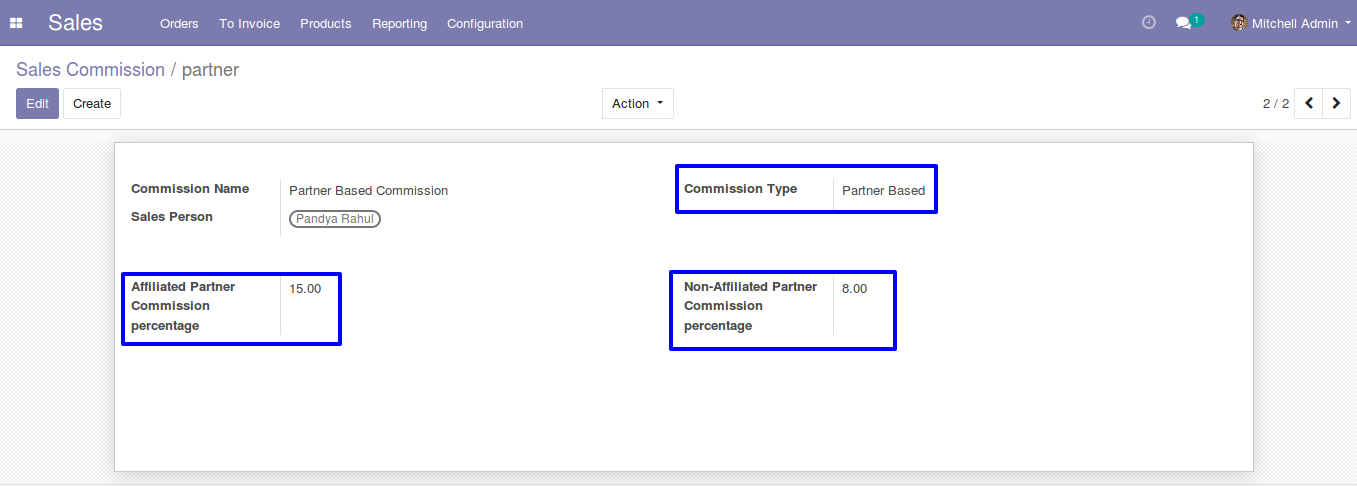 Sales Orders To Invoice Products Reporting Configuration 1 Mitchell Admin
Sales Commission / partner
Edit Create Action 2 / 2
Commission Name Partner Based Commission Commission Type Partner Based
Sales Person Pandya Rahul
Affiliated Partner 15.00 Non-Affiliated Partner 8.00
Commission Commission
percentage percentage